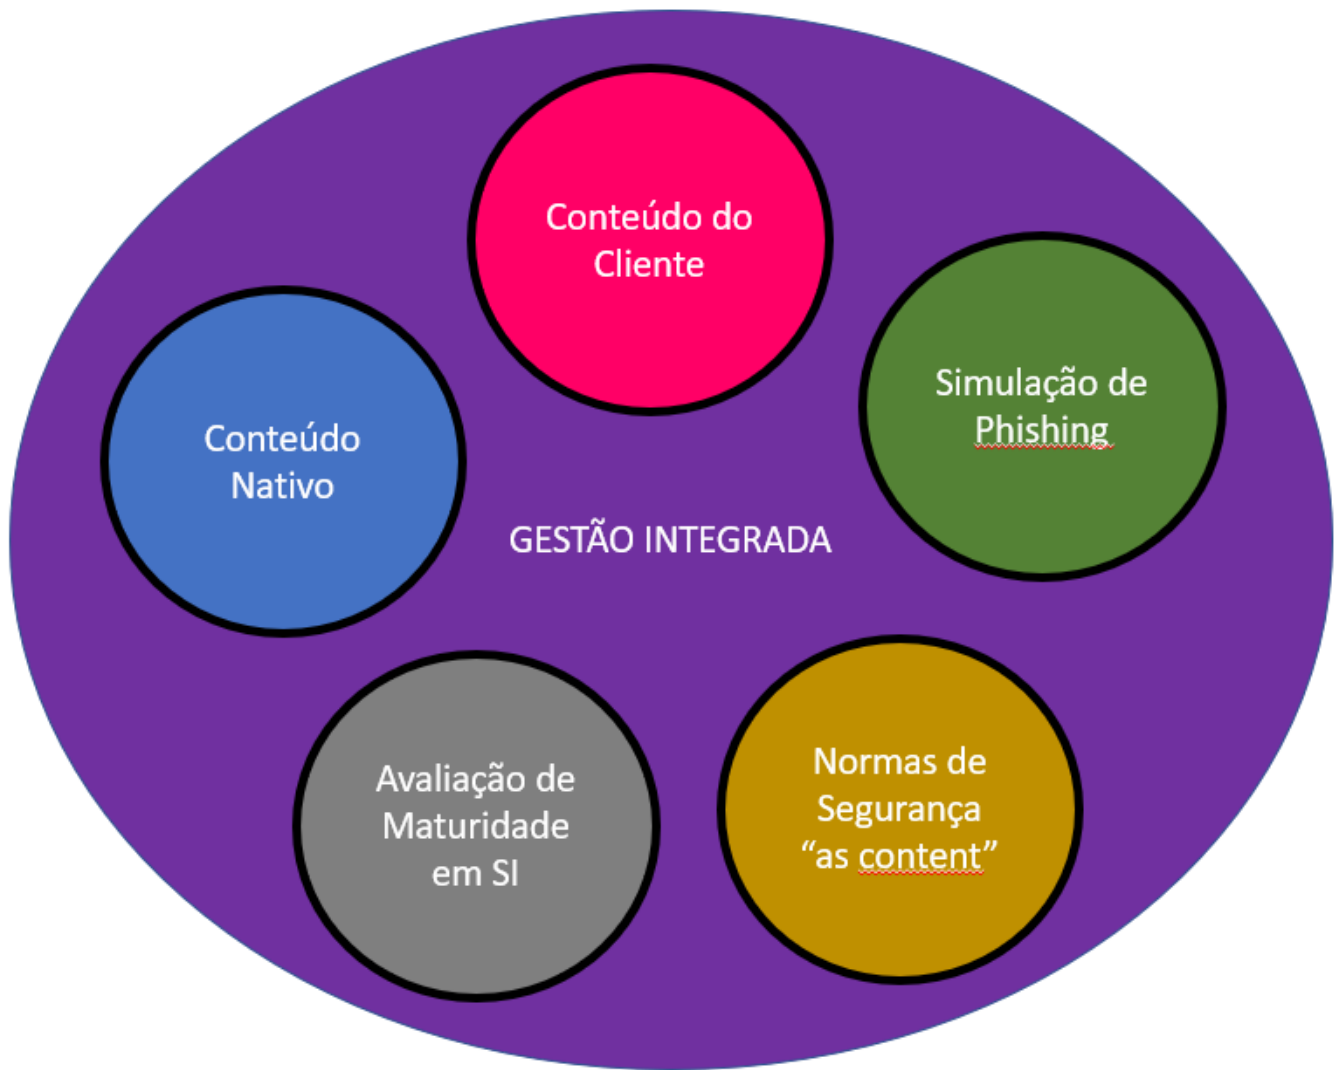 Conteúdo do
Cliente
Simulação de
Phishing
Conteúdo
Nativo
GESTÃO INTEGRADA
Avaliação de
Maturidade
em SI
Normas de
Segurança
“as content”